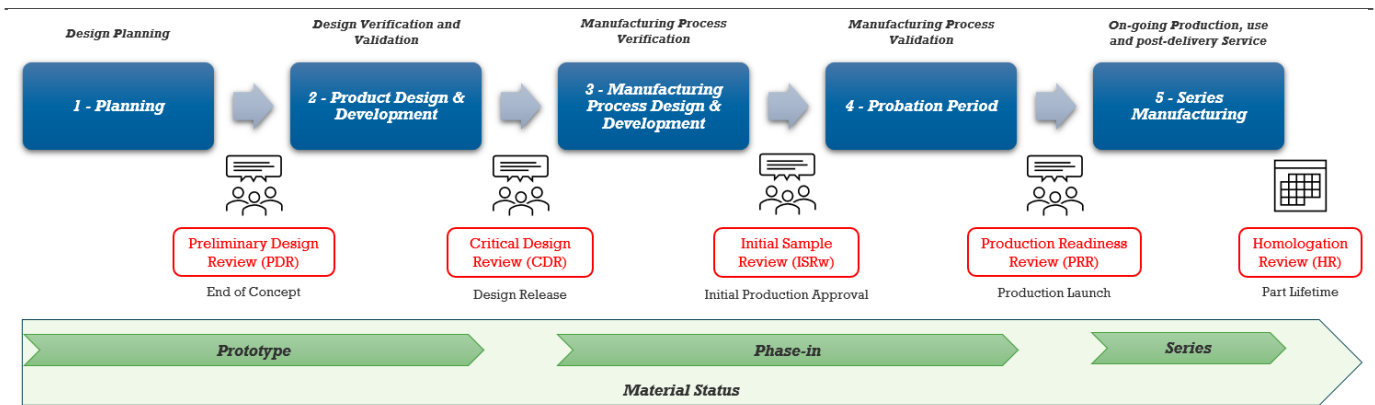 Design Planning
Design Verification and
Validation
Manufacturing Process
Verification
Manufacturing Process
Validation
On-going Production, use
and post-delivery Service
1 - Planning
2 - Product Design &
Development
3 - Manufacturing
Process Design &
Development
4 - Probation Period
5 - Series
Manufacturing
Preliminary Design
Review (PDR)
Critical Design
Review (CDR)
Initial Sample
Review (ISRw)
Production Readiness
Review (PRR)
Homologation
Review (HR)
End of Concept
Design Release
Initial Production Approval
Production Launch
Part Lifetime
Prototype
Phase-in
Series
Material Status